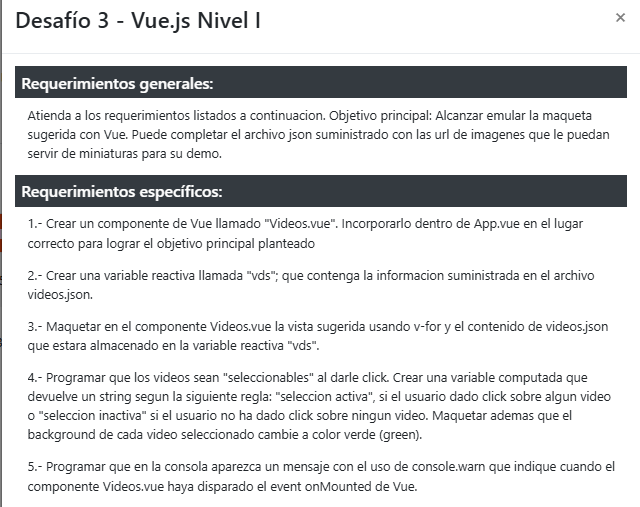 Desafío 3 - Vue.js Nivel I
×
Requerimientos generales:
Atienda a los requerimientos listados a continuacion. Objetivo principal: Alcanzar emular la maqueta
sugerida con Vue. Puede completar el archivo json suministrado con las url de imagenes que le puedan
servir de miniaturas para su demo.
Requerimientos específicos:
1.- Crear un componente de Vue llamado "Videos.vue". Incorporarlo dentro de App.vue en el lugar
correcto para lograr el objetivo principal planteado
2.- Crear una variable reactiva llamada "vds"; que contenga la informacion suministrada en el archivo
videos.json.
3.- Maquetar en el componente Videos.vue la vista sugerida usando v-for y el contenido de videos.json
que estara almacenado en la variable reactiva "vds".
4.- Programar que los videos sean "seleccionables" al darle click. Crear una variable computada que
devuelve un string segun la siguiente regla: "seleccion activa", si el usuario dado click sobre algun video
o "seleccion inactiva" si el usuario no ha dado click sobre ningun video. Maquetar ademas que el
background de cada video seleccionado cambie a color verde (green).
5.- Programar que en la consola aparezca un mensaje con el uso de console.warn que indique cuando el
componente Videos.vue haya disparado el event onMounted de Vue.